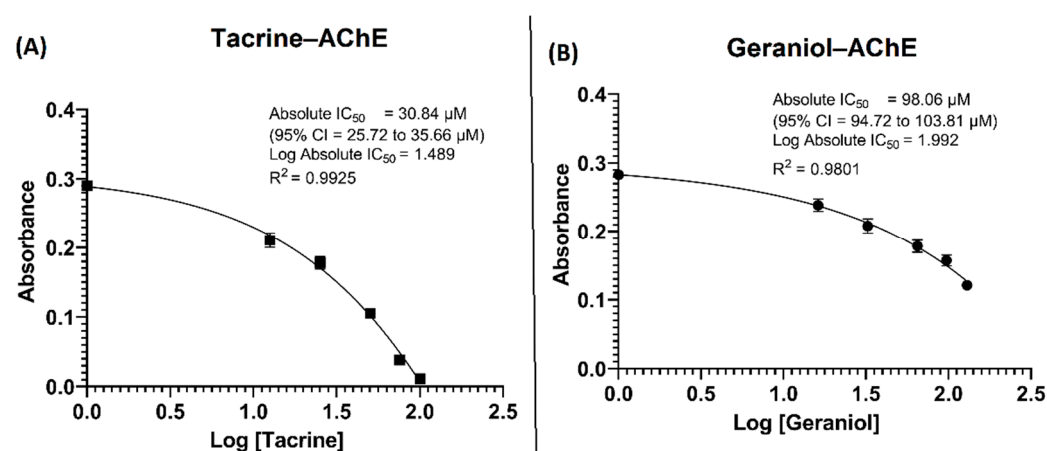 (A)
Tacrine–AChE
Absolute IC50 = 30.84 µM
(95% CI = 25.72 to 35.66 µM)
Log Absolute IC50 = 1.489
R2 = 0.9925
Absorbance
0.4
0.3
0.2
0.1
0.0
0.0 0.5 1.0 1.5 2.0 2.5
Log [Tacrine]
(B)
Geraniol–AChE
Absolute IC50 = 98.06 µM
(95% CI = 94.72 to 103.81 µM)
Log Absolute IC50 = 1.992
R2 = 0.9801
Absorbance
0.4
0.3
0.2
0.1
0.0
0.0 0.5 1.0 1.5 2.0 2.5
Log [Geraniol]